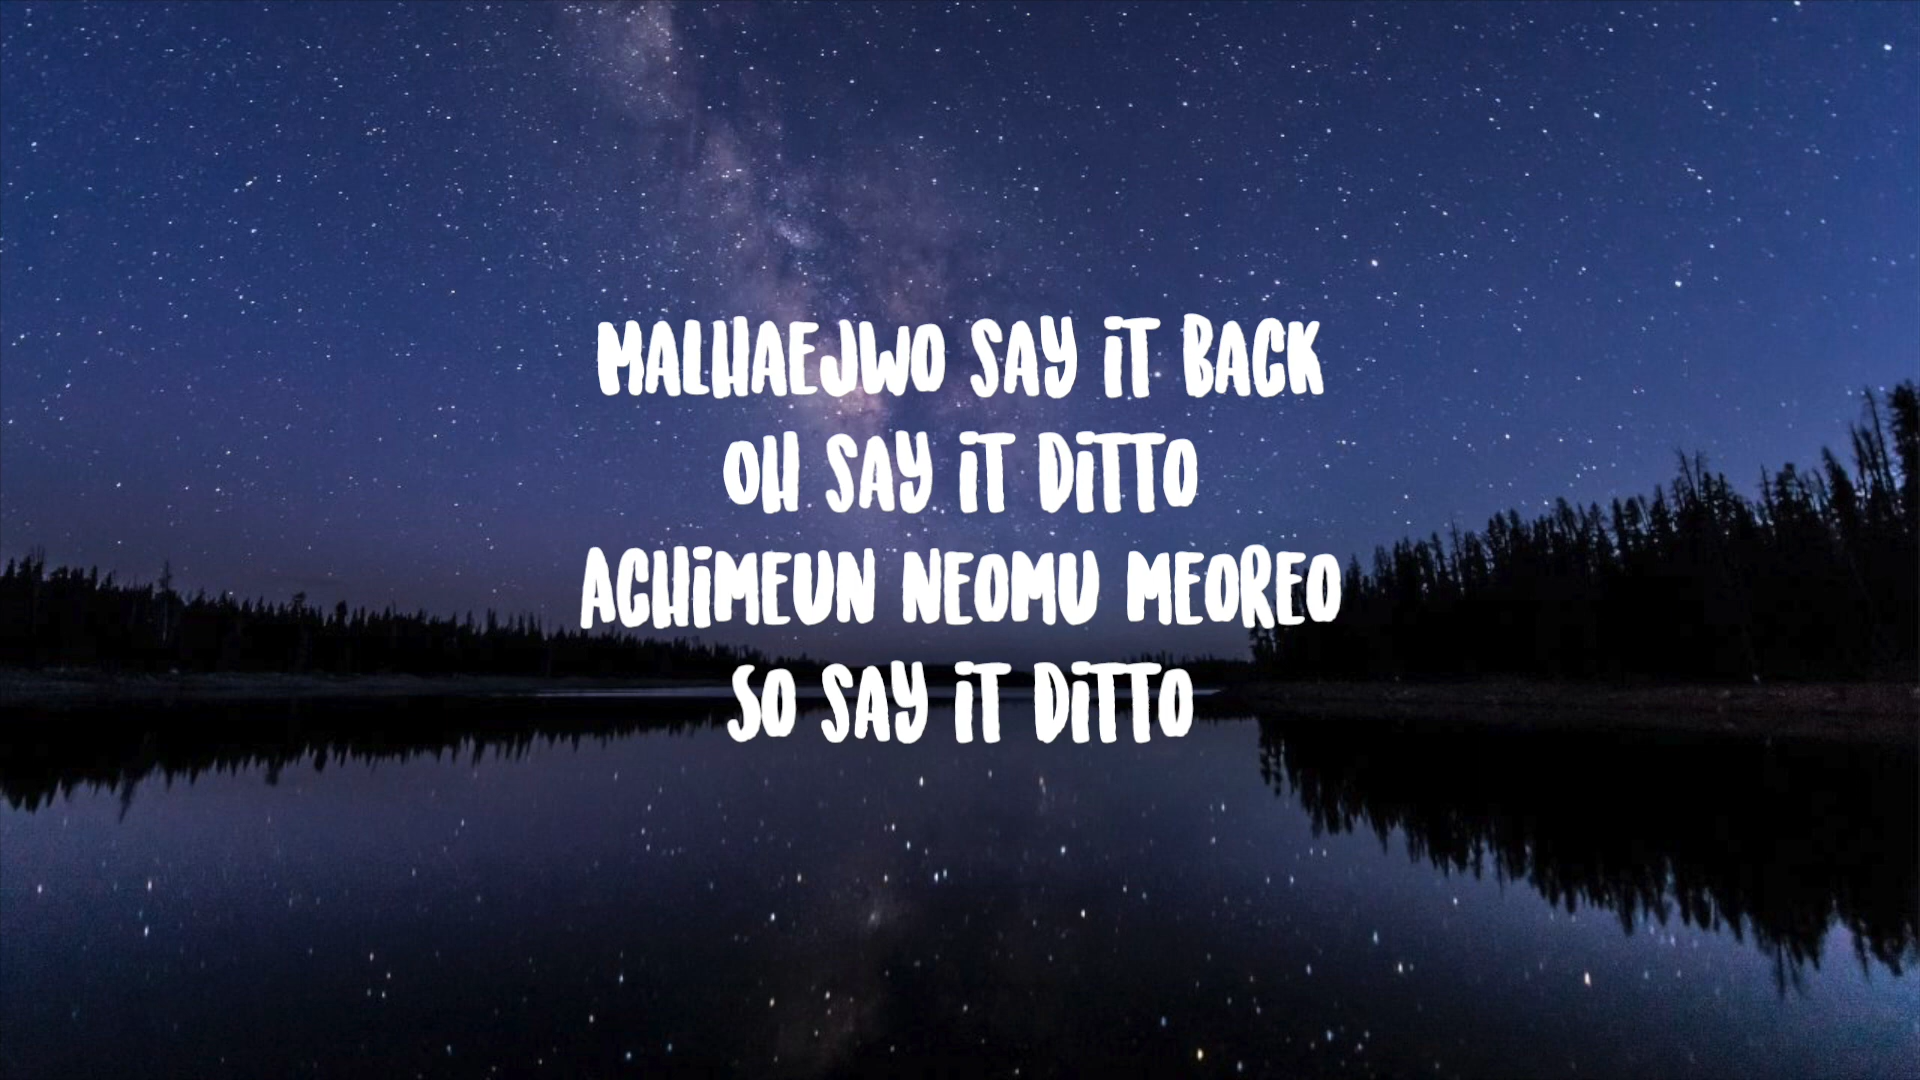 MALHAEJWO SAY iT BACK
OH SAY iT DiTTO
ACHiMEUN NEOMU MEOREO
SO SAY iT DiTTO